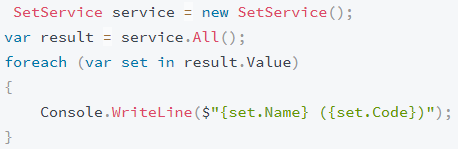 SetService service = new SetService();
var result = service.All();
foreach (var set in result.Value)
{
    Console.WriteLine($"{set.Name} ({set.Code})");
}